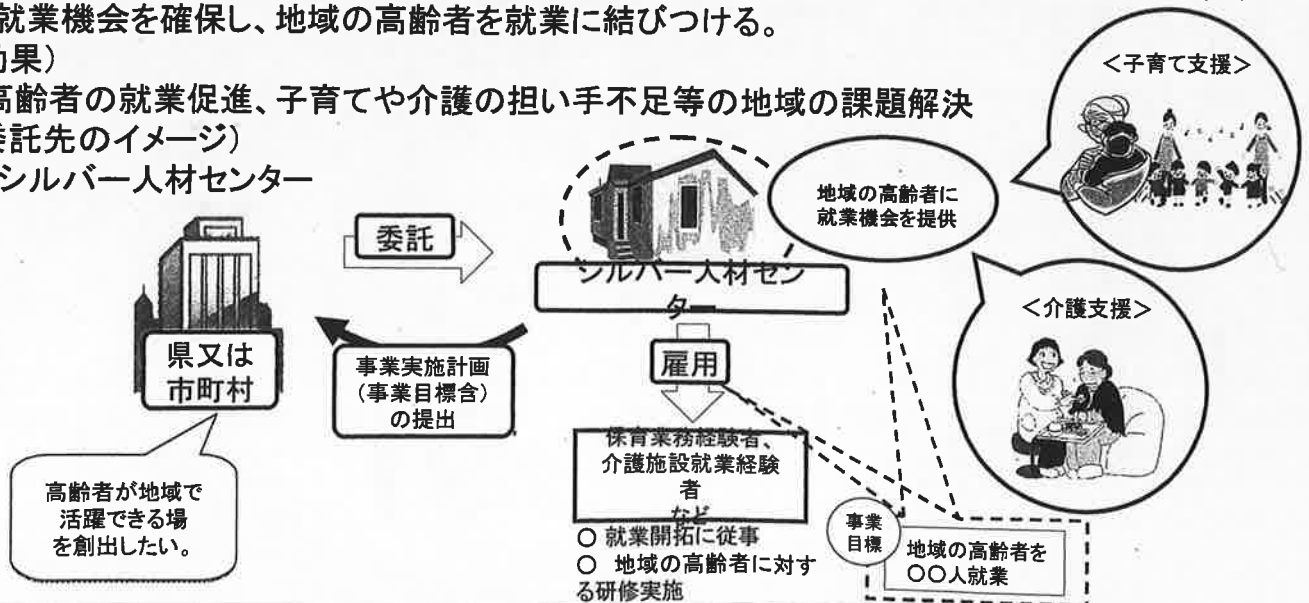 就業機会を確保し、地域の高齢者を就業に結びつける。
果）
高齢者の就業促進、子育てや介護の担い手不足等の地域の課題解決
託先のイメージ）
シルバー人材センター
＜子育て支援＞
地域の高齢者に
就業機会を提供
委託
シルバー人材セン
ター
＜介護支援＞
県又は
市町村
事業実施計画
（事業目標含）
の提出
雇用
保育業務経験者、
介護施設就業経験
者
など
○ 就業開拓に従事
○ 地域の高齢者に対す
る研修実施
高齢者が地域で
活躍できる場
を創出したい。
事業
目標
地域の高齢者を
○○人就業